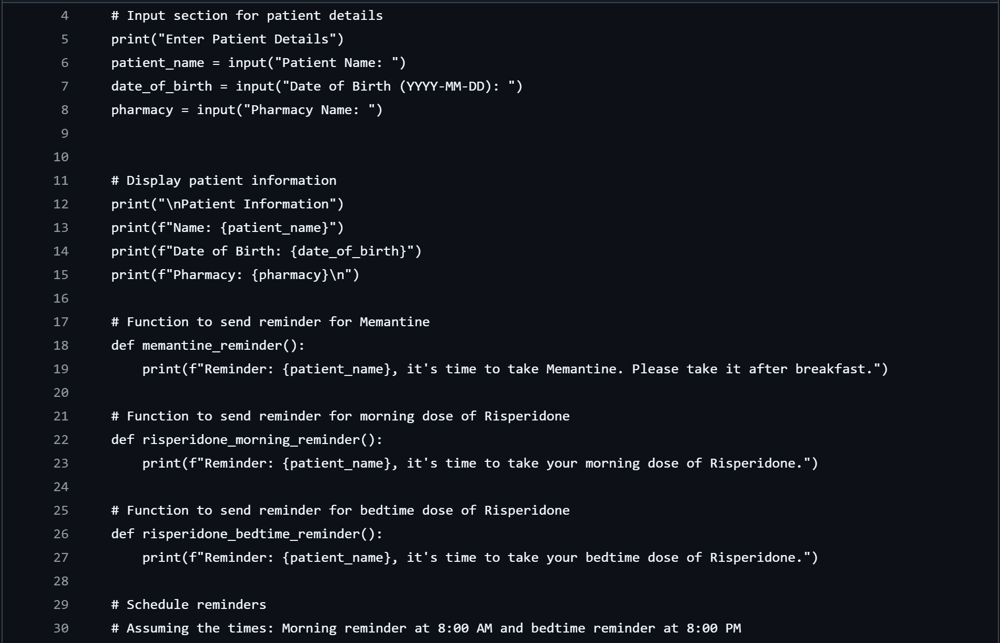 4 # Input section for patient details
5 print("Enter Patient Details")
6 patient_name = input("Patient Name: ")
7 date_of_birth = input("Date of Birth (YYYY-MM-DD): ")
8 pharmacy = input("Pharmacy Name: ")
9
10
11 # Display patient information
12 print("\nPatient Information")
13 print(f"Name: {patient_name}")
14 print(f"Date of Birth: {date_of_birth}")
15 print(f"Pharmacy: {pharmacy}\n")
16
17 # Function to send reminder for Memantine
18 def memantine_reminder():
19     print(f"Reminder: {patient_name}, it's time to take Memantine. Please take it after breakfast.")
20
21 # Function to send reminder for morning dose of Risperidone
22 def risperidone_morning_reminder():
23     print(f"Reminder: {patient_name}, it's time to take your morning dose of Risperidone.")
24
25 # Function to send reminder for bedtime dose of Risperidone
26 def risperidone_bedtime_reminder():
27     print(f"Reminder: {patient_name}, it's time to take your bedtime dose of Risperidone.")
28
29 # Schedule reminders
30 # Assuming the times: Morning reminder at 8:00 AM and bedtime reminder at 8:00 PM